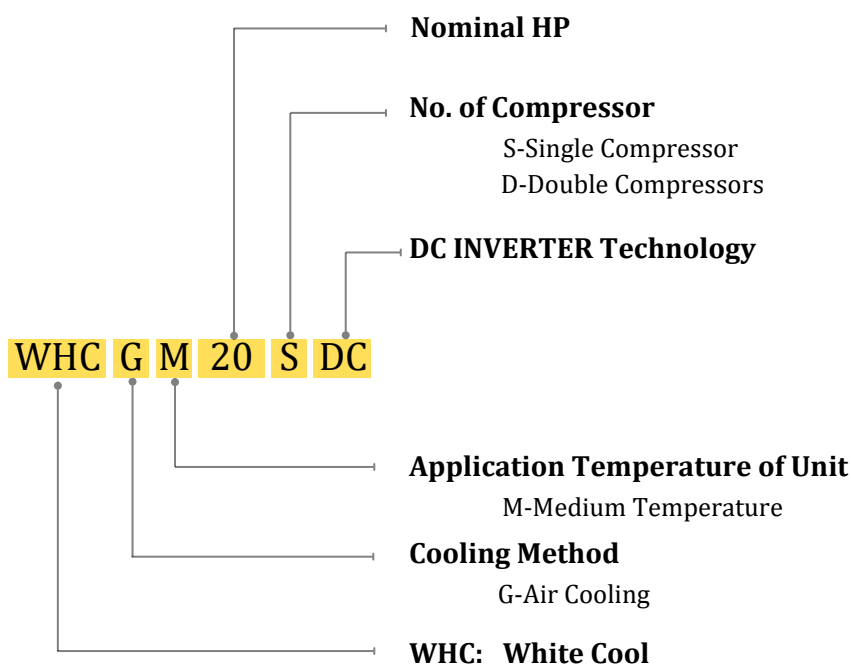 Nominal HP
No. of Compressor
S-Single Compressor
D-Double Compressors
DC INVERTER Technology
WHC G M 20 S DC
Application Temperature of Unit
M-Medium Temperature
Cooling Method
G-Air Cooling
WHC: White Cool